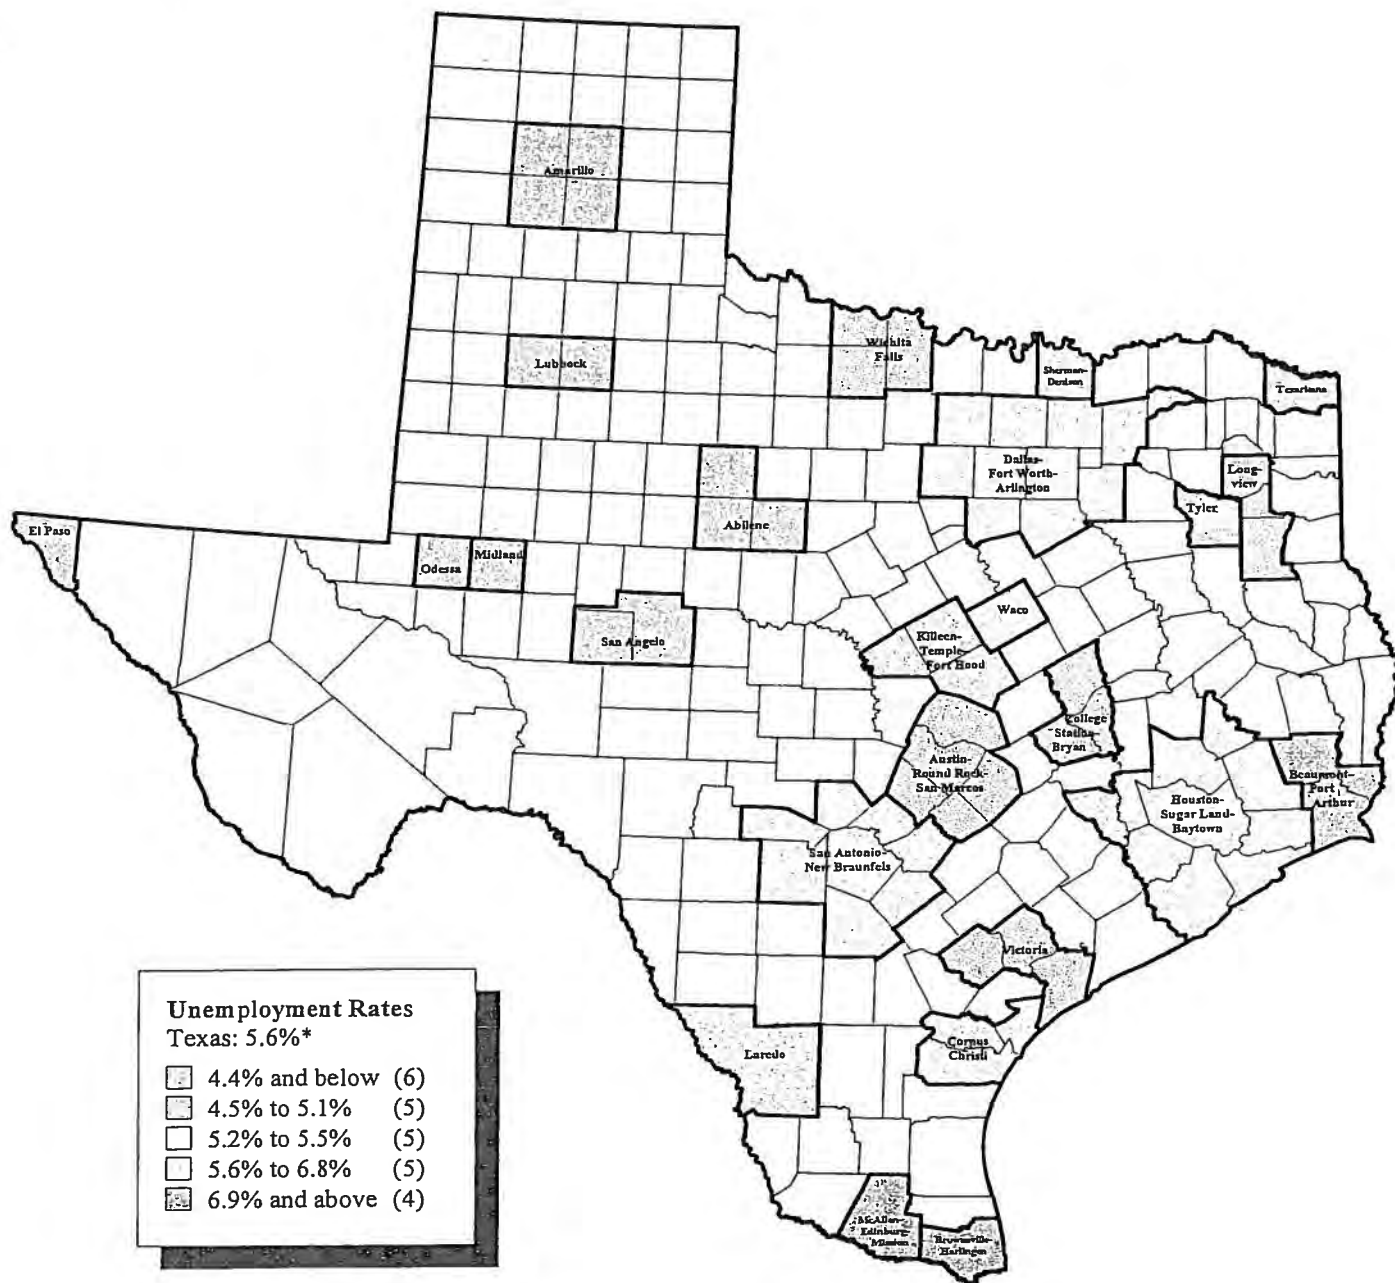 Amarillo
Lubbock
Wichita
Falls
Sherman-
Denison
Texarkana
Dallas-
Fort Worth-
Arlington
Long-
view
Tyler
Abilene
El Paso
Odessa
Midland
San Angelo
Waco
Killeen-
Temple-
Fort Hood
College
Station-
Bryan
Austin-
Round Rock-
San Marcos
Beaumont-
Port
Arthur
Houston-
Sugar Land-
Baytown
San Antonio-
New Braunfels
Victoria
Corpus
Christi
Laredo
McAllen-
Edinburg-
Mission
Brownsville-
Harlingen
Unemployment Rates
Texas: 5.6%*
4.4% and below (6)
4.5% to 5.1% (5)
5.2% to 5.5% (5)
5.6% to 6.8% (5)
6.9% and above (4)